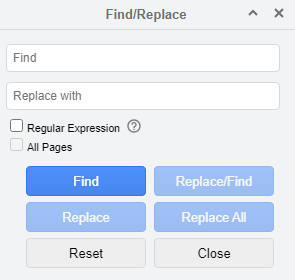 Find/Replace
Find
Replace with
Regular Expression ?
All Pages
Find Replace/Find
Replace Replace All
Reset Close